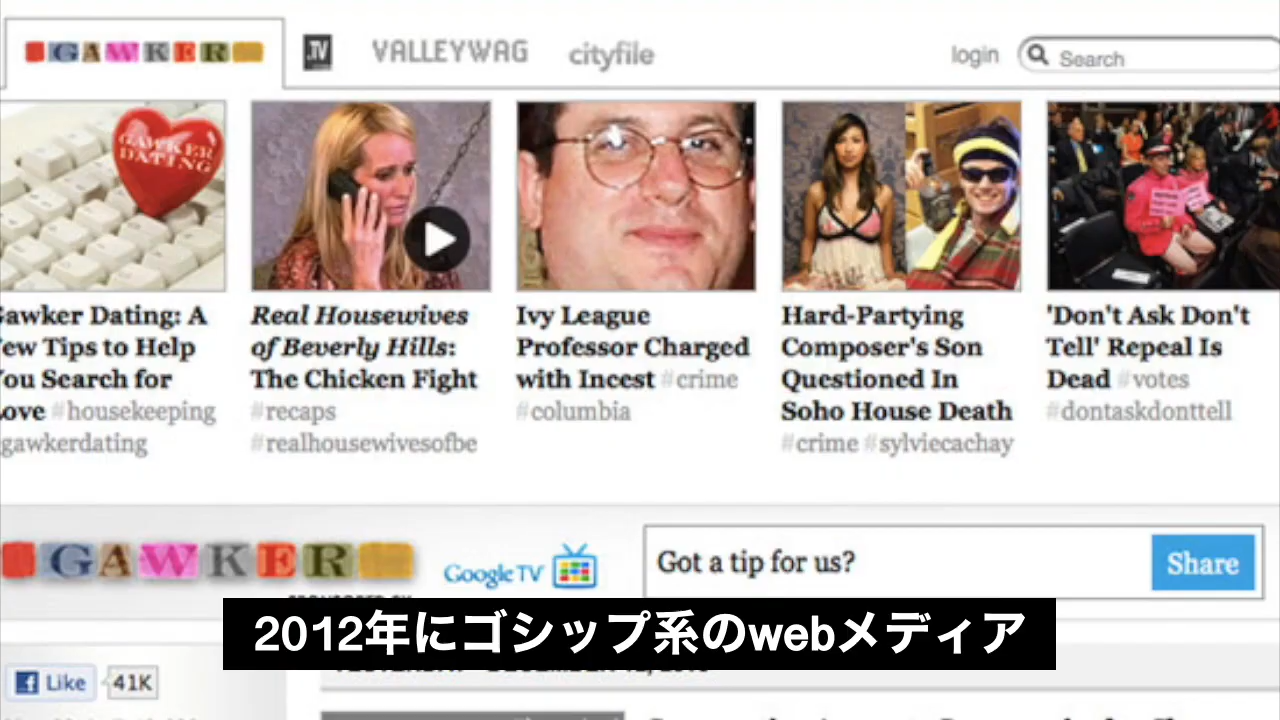 GAWKER
.TV
VALLEYWAG
cityfile
login
Search
GAWKER
DATING
Gawker Dating: A
Few Tips to Help
You Search for
Love #housekeeping
#gawkerdating
Real Housewives
of Beverly Hills:
The Chicken Fight
#recaps
#realhousewivesofbe
Ivy League
Professor Charged
with Incest #crime
#columbia
Hard-Partying
Composer's Son
Questioned In
Soho House Death
#crime #sylviecachay
'Don't Ask Don't
Tell' Repeal Is
Dead #votes
#dontaskdonttell
GAWKER
Google TV
Got a tip for us?
Share
2012年にゴシップ系のwebメディア
Like
41K